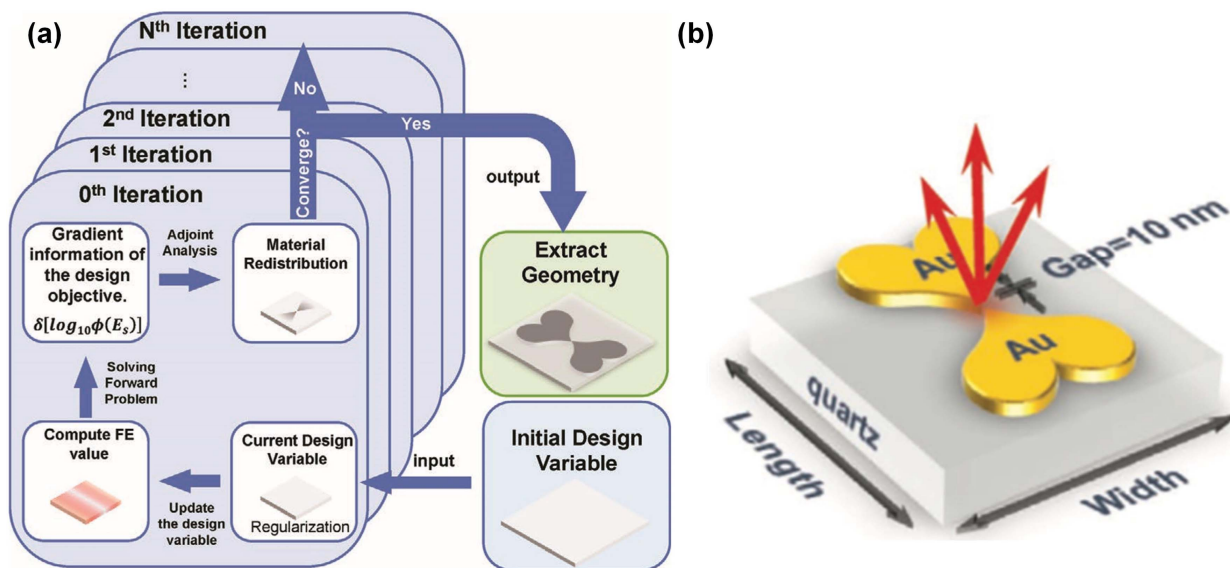 (a)
Nth Iteration
⋮
2nd Iteration
1st Iteration
0th Iteration
No
Converge?
Yes
output
Gradient
information of
the design
objective.
δ[log₁₀ϕ(Eₛ)]
Adjoint
Analysis
Material
Redistribution
Extract
Geometry
Solving
Forward
Problem
Compute FE
value
Update
the design
variable
Current Design
Variable
Regularization
input
Initial Design
Variable
(b)
Au
Gap=10 nm
Au
quartz
Length
Width